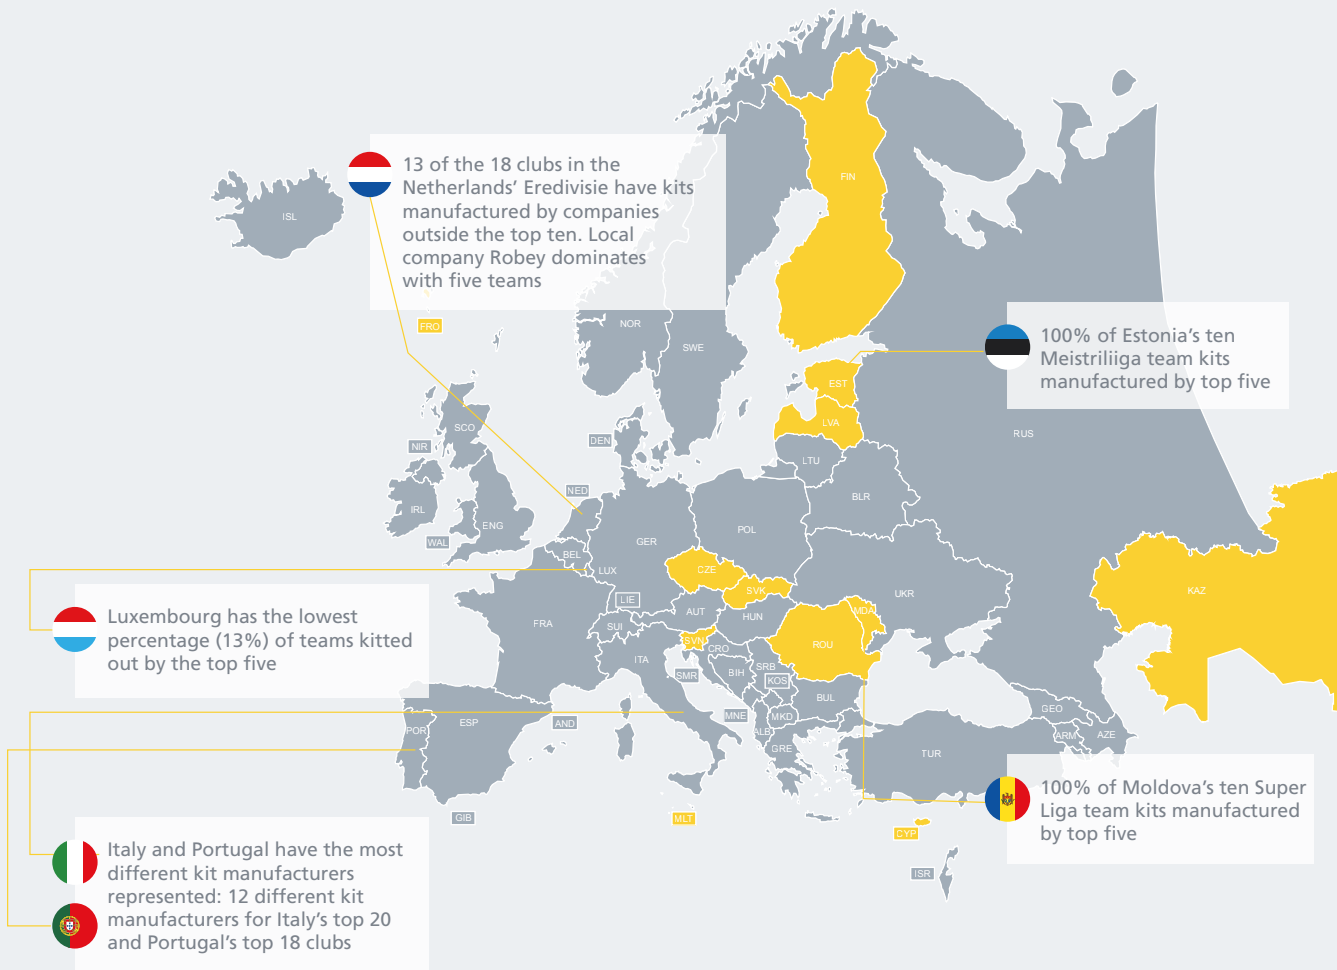 13 of the 18 clubs in the
Netherlands’ Eredivisie have kits
manufactured by companies
outside the top ten. Local
company Robey dominates
with five teams
ISL
FIN
FRO
NOR
SWE
100% of Estonia’s ten
Meistriliiga team kits
manufactured by top five
EST
LVA
RUS
SCO
DEN
NIR
LTU
NED
BLR
IRL
ENG
POL
WAL
GER
BEL
LUX
CZE
SVK
KAZ
LIE
UKR
AUT
MDA
HUN
FRA
SUI
SVN
ROU
CRO
ITA
SRB
BIH
SMR
KOS
BUL
Luxembourg has the lowest
percentage (13%) of teams kitted
out by the top five
GEO
MNE
MKD
ESP
AND
POR
ALB
ARM
AZE
GRE
TUR
100% of Moldova’s ten Super
Liga team kits manufactured
by top five
GIB
MLT
CYP
ISR
Italy and Portugal have the most
different kit manufacturers
represented: 12 different kit
manufacturers for Italy’s top 20
and Portugal’s top 18 clubs